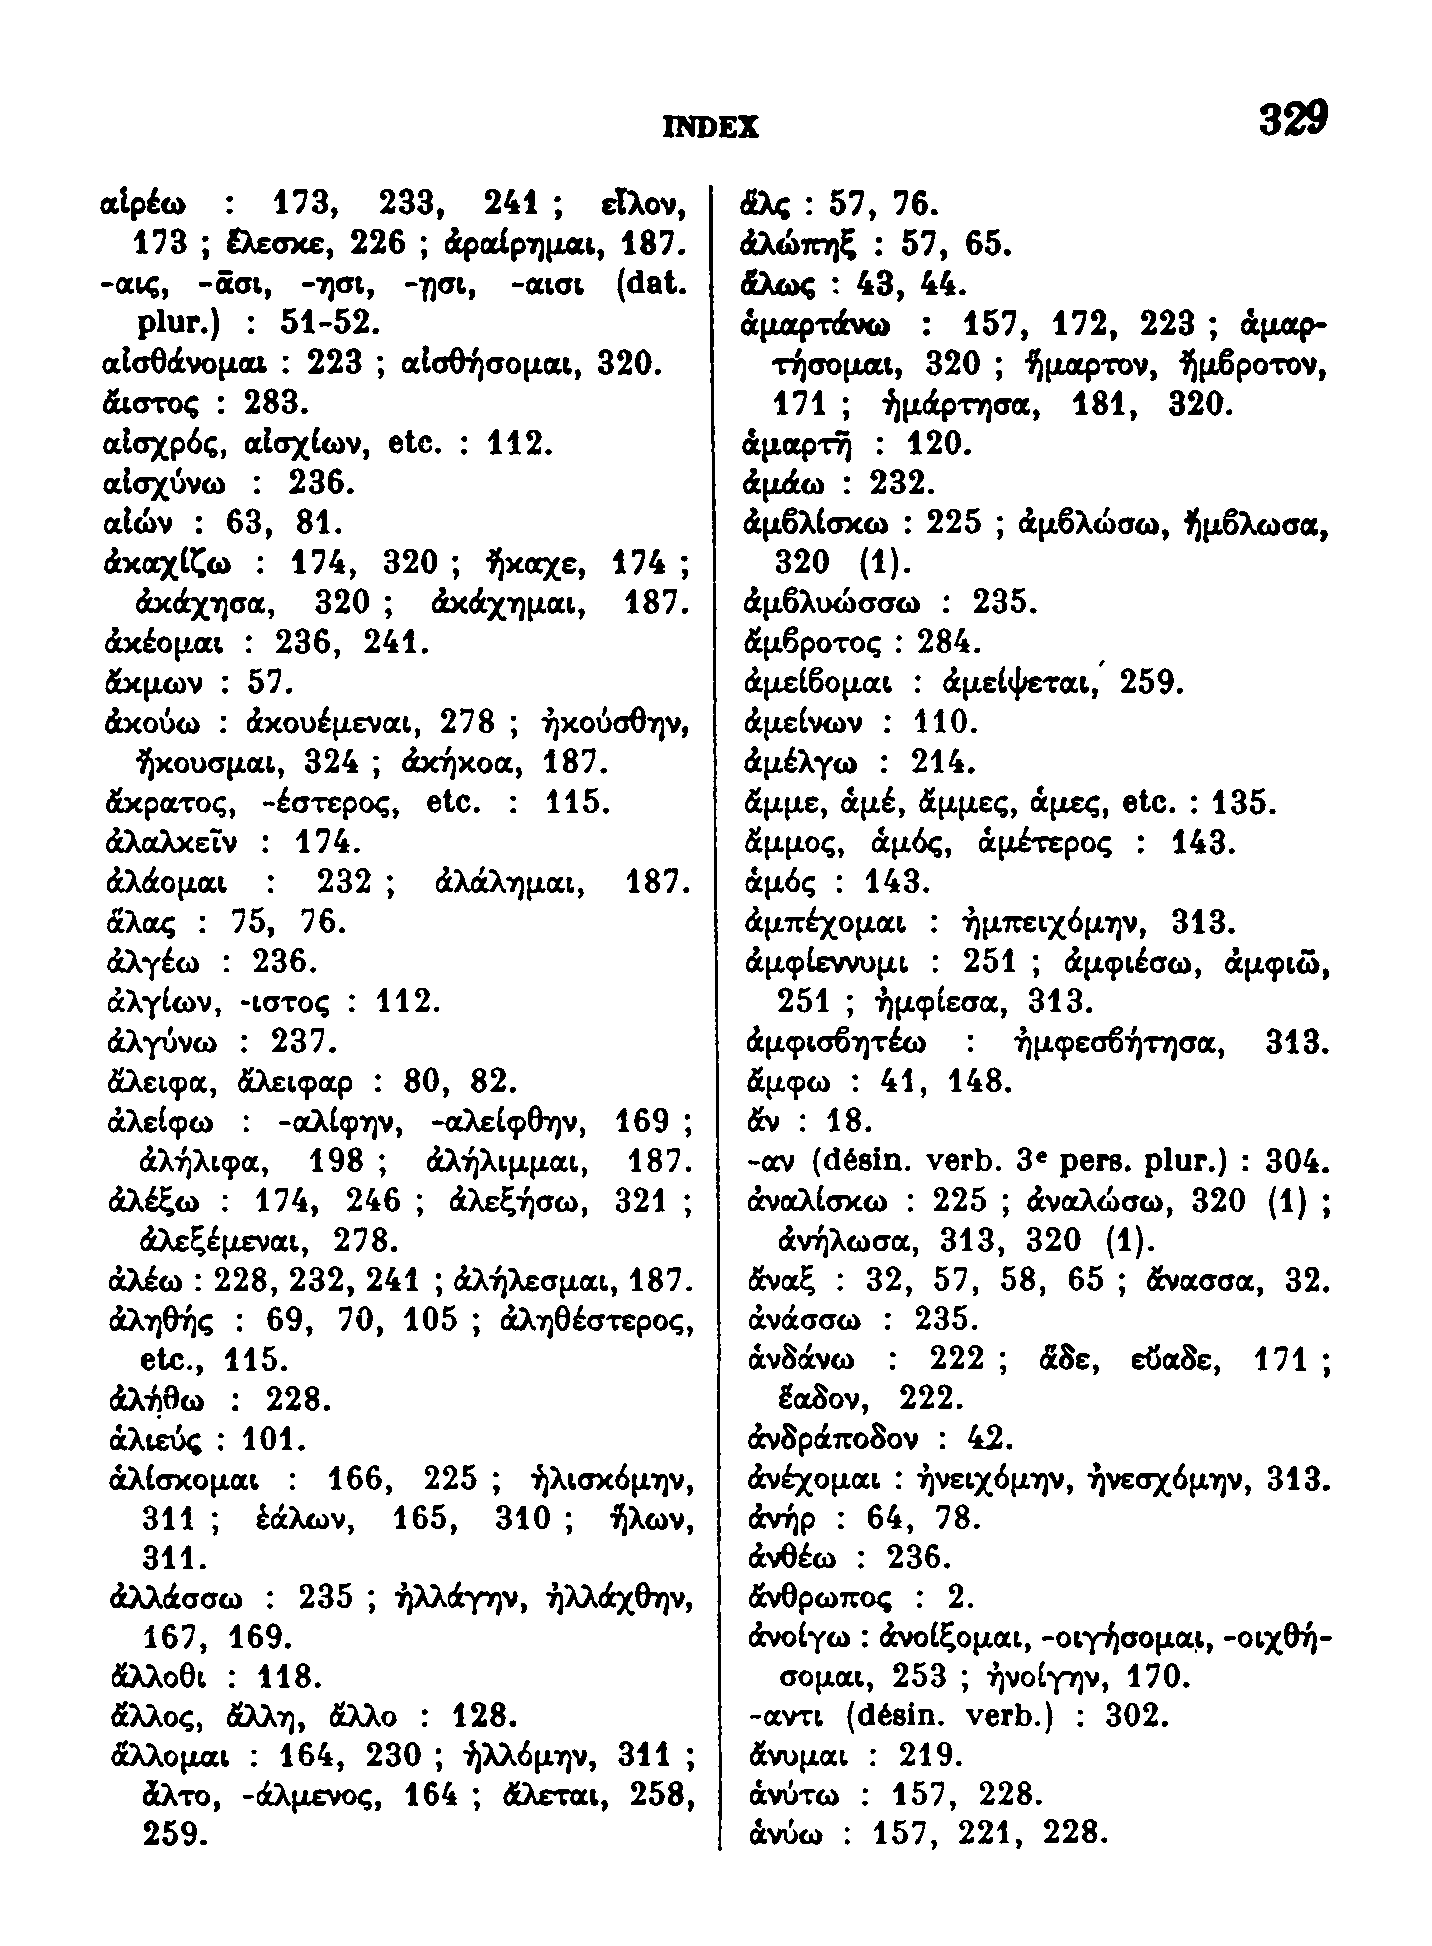 INDEX
329
αἱρέω : 173, 233, 241 ; εἷλον,
173 ; ἕλεσκε, 226 ; ἀραίρημαι, 187.
-αις, -ᾱσι, -ησι, -ῃσι, -αισι (dat.
plur.) : 51-52.
αἰσθάνομαι : 223 ; αἰσθήσομαι, 320.
ἄιστος : 283.
αἰσχρός, αἰσχίων, etc. : 112.
αἰσχύνω : 236.
αἰών : 63, 81.
ἀκαχίζω : 174, 320 ; ἤκαχε, 174 ;
ἀκάχησα, 320 ; ἀκάχημαι, 187.
ἀκέομαι : 236, 241.
ἄκμων : 57.
ἀκούω : ἀκουέμεναι, 278 ; ἠκούσθην,
ἤκουσμαι, 324 ; ἀκήκοα, 187.
ἄκρατος, -έστερος, etc. : 115.
ἀλαλκεῖν : 174.
ἀλάομαι : 232 ; ἀλάλημαι, 187.
ἅλας : 75, 76.
ἀλγέω : 236.
ἀλγίων, -ιστος : 112.
ἀλγύνω : 237.
ἄλειφα, ἄλειφαρ : 80, 82.
ἀλείφω : -αλίφην, -αλείφθην, 169 ;
ἀλήλιφα, 198 ; ἀλήλιμμαι, 187.
ἀλέξω : 174, 246 ; ἀλεξήσω, 321 ;
ἀλεξέμεναι, 278.
ἀλέω : 228, 232, 241 ; ἀλήλεσμαι, 187.
ἀληθής : 69, 70, 105 ; ἀληθέστερος,
etc., 115.
ἀλήθω : 228.
ἁλιεύς : 101.
ἁλίσκομαι : 166, 225 ; ἡλισκόμην,
311 ; ἑάλων, 165, 310 ; ἥλων,
311.
ἀλλάσσω : 235 ; ἠλλάγην, ἠλλάχθην,
167, 169.
ἄλλοθι : 118.
ἄλλος, ἄλλη, ἄλλο : 128.
ἅλλομαι : 164, 230 ; ἡλλόμην, 311 ;
ἆλτο, -άλμενος, 164 ; ἅλεται, 258,
259.
ἅλς : 57, 76.
ἀλώπηξ : 57, 65.
ἅλως : 43, 44.
ἁμαρτάνω : 157, 172, 223 ; ἁμαρ-
τήσομαι, 320 ; ἥμαρτον, ἤμϐροτον,
171 ; ἡμάρτησα, 181, 320.
ἁμαρτῆ : 120.
ἀμάω : 232.
ἀμϐλίσκω : 225 ; ἀμϐλώσω, ἤμϐλωσα,
320 (1).
ἀμϐλυώσσω : 235.
ἄμϐροτος : 284.
ἀμείϐομαι : ἀμείψεται, 259.
ἀμείνων : 110.
ἀμέλγω : 214.
ἄμμε, ἁμέ, ἄμμες, ἁμες, etc. : 135.
ἄμμος, ἁμός, ἁμέτερος : 143.
ἁμός : 143.
ἀμπέχομαι : ἠμπειχόμην, 313.
ἀμφίεννυμι : 251 ; ἀμφιέσω, ἀμφιῶ,
251 ; ἠμφίεσα, 313.
ἀμφισϐητέω : ἠμφεσϐήτησα, 313.
ἄμφω : 41, 148.
ἄν : 18.
-αν (désin. verb. 3e pers. plur.) : 304.
ἀναλίσκω : 225 ; ἀναλώσω, 320 (1) ;
ἀνήλωσα, 313, 320 (1).
ἄναξ : 32, 57, 58, 65 ; ἄνασσα, 32.
ἀνάσσω : 235.
ἁνδάνω : 222 ; ἅδε, εὔαδε, 171 ;
ἕαδον, 222.
ἀνδράποδον : 42.
ἀνέχομαι : ἠνειχόμην, ἠνεσχόμην, 313.
ἀνήρ : 64, 78.
ἀνθέω : 236.
ἄνθρωπος : 2.
ἀνοίγω : ἀνοίξομαι, -οιγήσομαι, -οιχθή-
σομαι, 253 ; ἠνοίγην, 170.
-αντι (désin. verb.) : 302.
ἄνυμαι : 219.
ἁνύτω : 157, 228.
ἁνύω : 157, 221, 228.